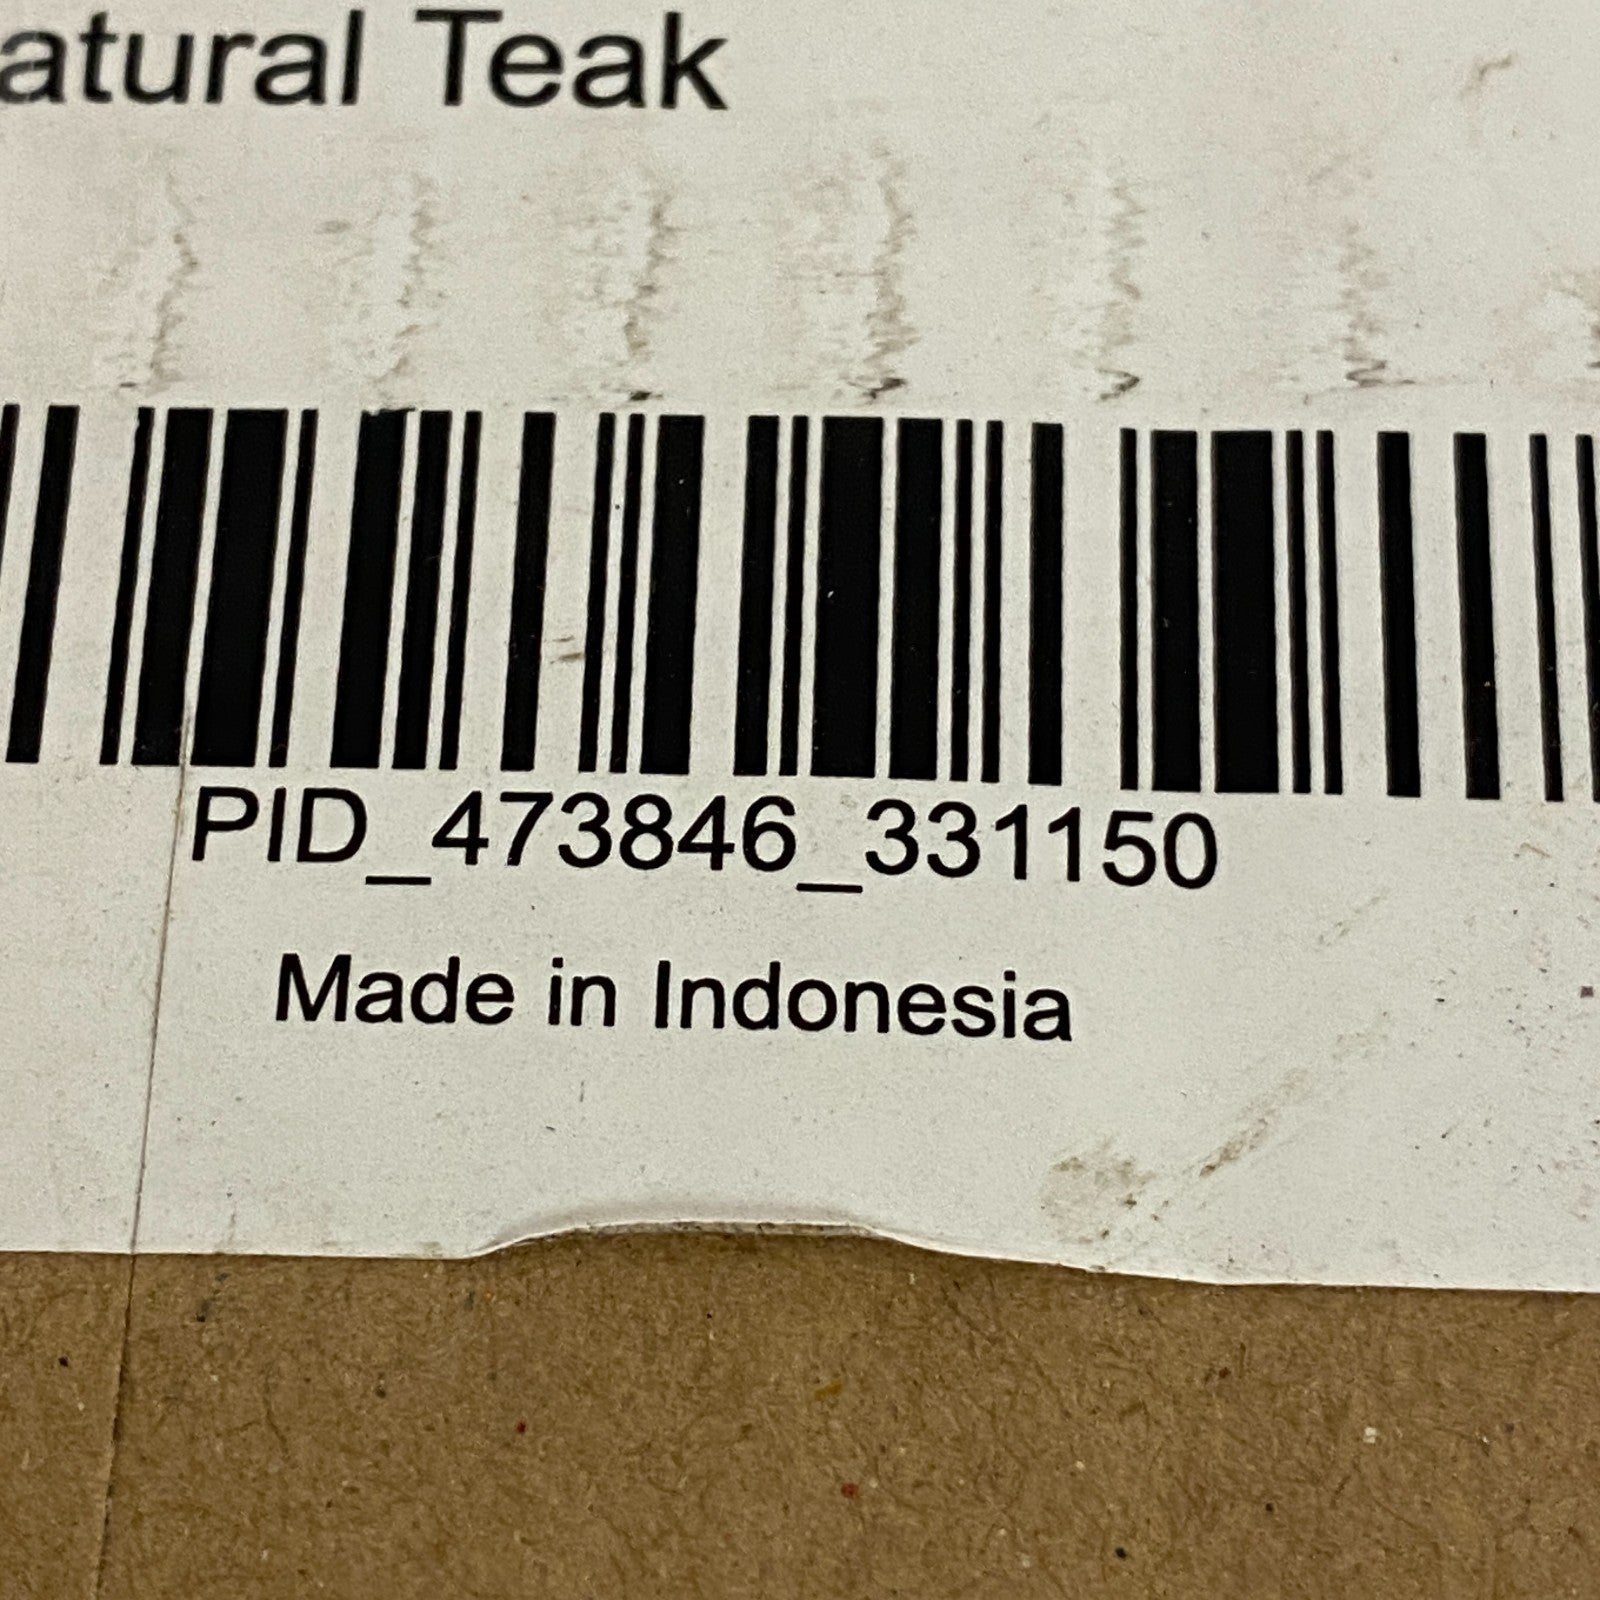 atural Teak
PID_473846_331150
Made in Indonesia